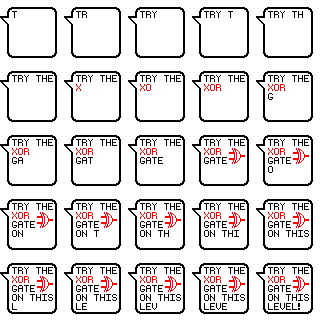 T
TR
TRY
TRY T
TRY TH
TRY THE
TRY THE
X
TRY THE
XO
TRY THE
XOR
TRY THE
XOR
G
TRY THE
XOR
GA
TRY THE
XOR
GAT
TRY THE
XOR
GATE
TRY THE
XOR
GATE
TRY THE
XOR
GATE
O
TRY THE
XOR
GATE
ON
TRY THE
XOR
GATE
ON T
TRY THE
XOR
GATE
ON TH
TRY THE
XOR
GATE
ON THI
TRY THE
XOR
GATE
ON THIS
TRY THE
XOR
GATE
ON THIS
L
TRY THE
XOR
GATE
ON THIS
LE
TRY THE
XOR
GATE
ON THIS
LEV
TRY THE
XOR
GATE
ON THIS
LEVE
TRY THE
XOR
GATE
ON THIS
LEVEL!